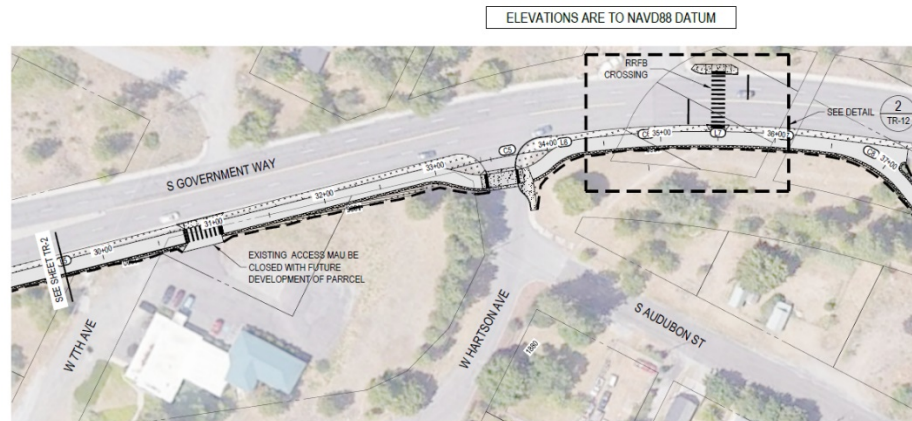 ELEVATIONS ARE TO NAVD88 DATUM
RRFB
CROSSING
SEE DETAIL
2
TR-12
S GOVERNMENT WAY
SEE SHEET TR-2
30+00
31+00
32+00
33+00
C5
34+00
L6
35+00
L7
36+00
37+00
EXISTING ACCESS MAU BE
CLOSED WITH FUTURE
DEVELOPMENT OF PARRCEL
W 7TH AVE
W HARTSON AVE
S AUDUBON ST
1880